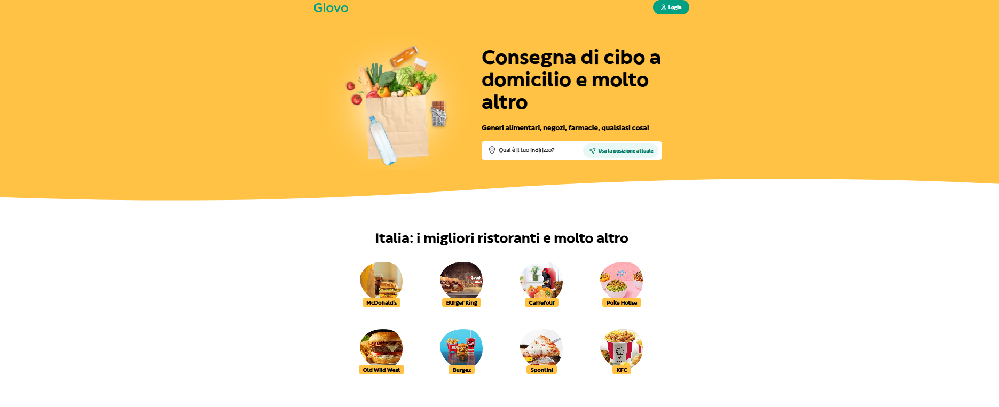 Glovo
Login
Consegna di cibo a
domicilio e molto
altro
Generi alimentari, negozi, farmacie, qualsiasi cosa!
Qual è il tuo indirizzo?
Usa la posizione attuale
Italia: i migliori ristoranti e molto altro
McDonald's
Burger King
Carrefour
Poke House
Old Wild West
Burgez
Spontini
KFC